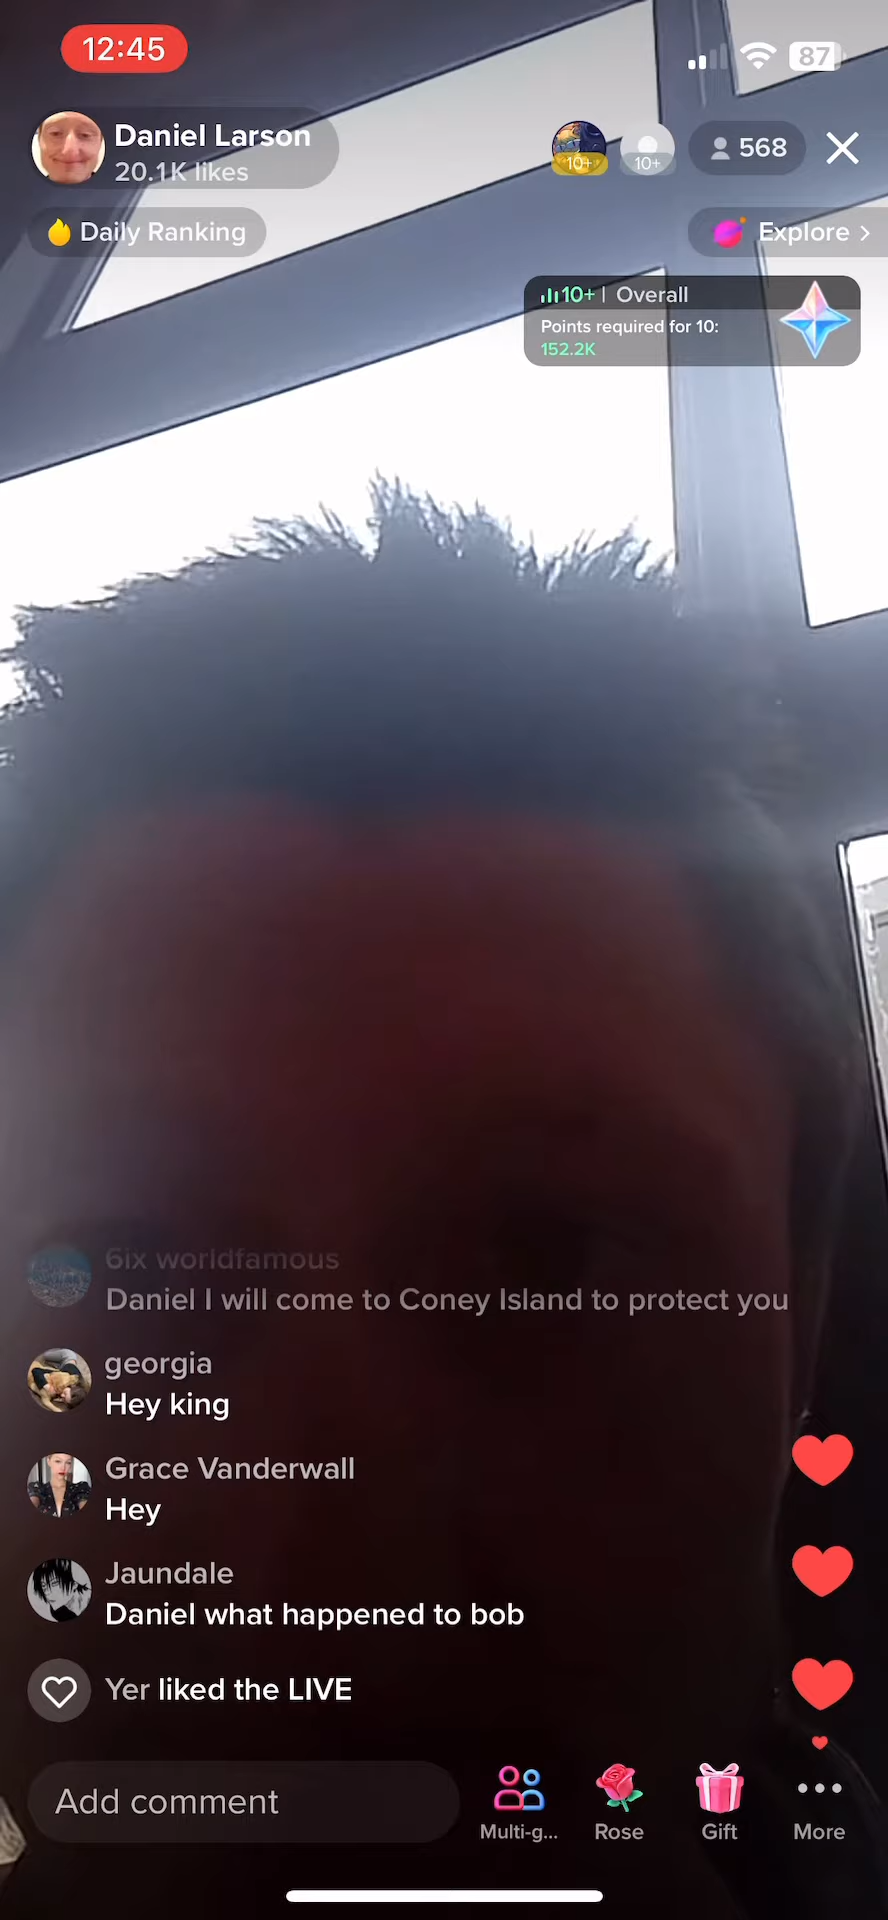 12:45
87
Daniel Larson
20.1K likes
10+
10+
568
Daily Ranking
Explore >
10+ | Overall
Points required for 10:
152.2K
6ix worldfamous
Daniel I will come to Coney Island to protect you
georgia
Hey king
Grace Vanderwall
Hey
Jaundale
Daniel what happened to bob
Yer liked the LIVE
Add comment
Multi-g...
Rose
Gift
More